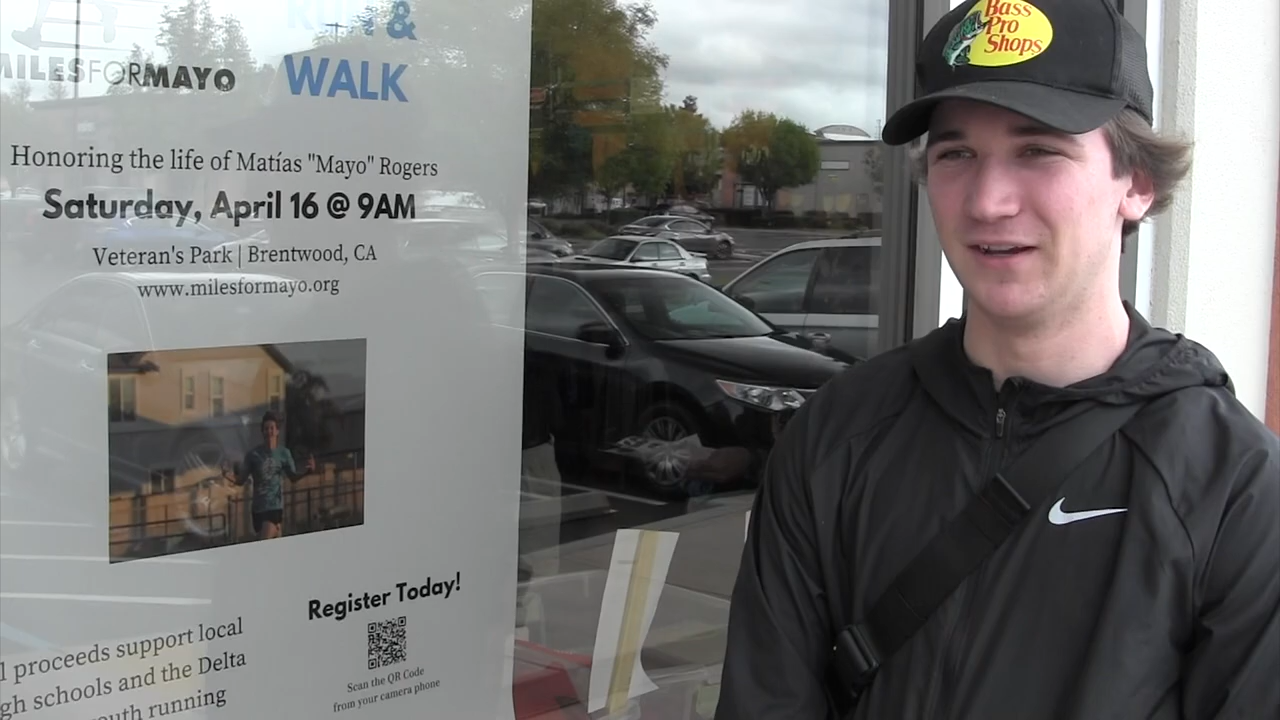 RUN &
MILESFORMAYO
WALK
Honoring the life of Matías "Mayo" Rogers
Saturday, April 16 @ 9AM
Veteran's Park | Brentwood, CA
www.milesformayo.org
Register Today!
Scan the QR Code
from your camera phone
proceeds support local
schools and the Delta
running
Bass
Pro
Shops